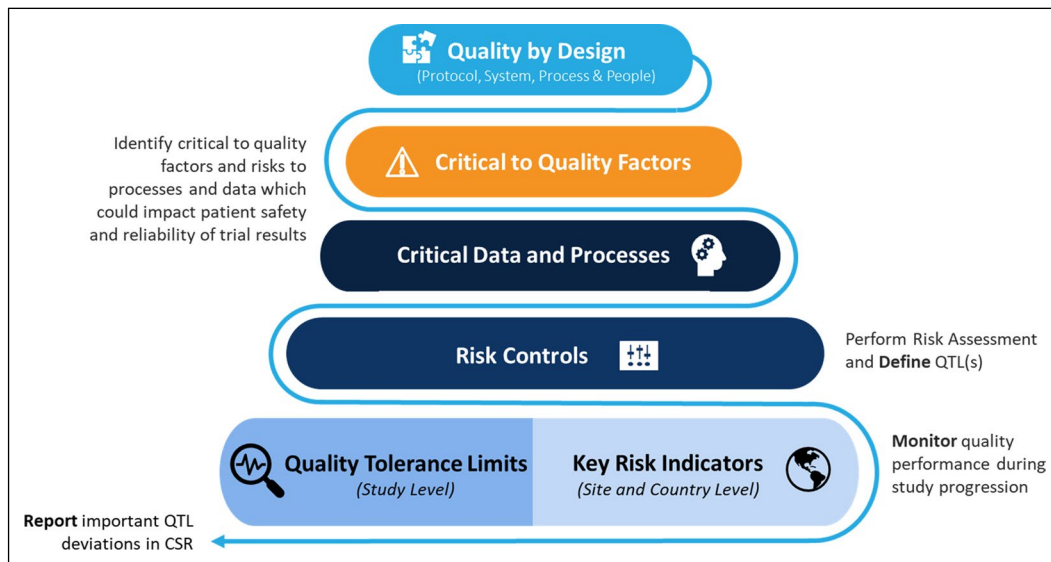 Quality by Design
(Protocol, System, Process & People)
Identify critical to quality
factors and risks to
processes and data which
could impact patient safety
and reliability of trial results
Critical to Quality Factors
Critical Data and Processes
Risk Controls
Perform Risk Assessment
and Define QTL(s)
Quality Tolerance Limits
(Study Level)
Key Risk Indicators
(Site and Country Level)
Monitor quality
performance during
study progression
Report important QTL
deviations in CSR